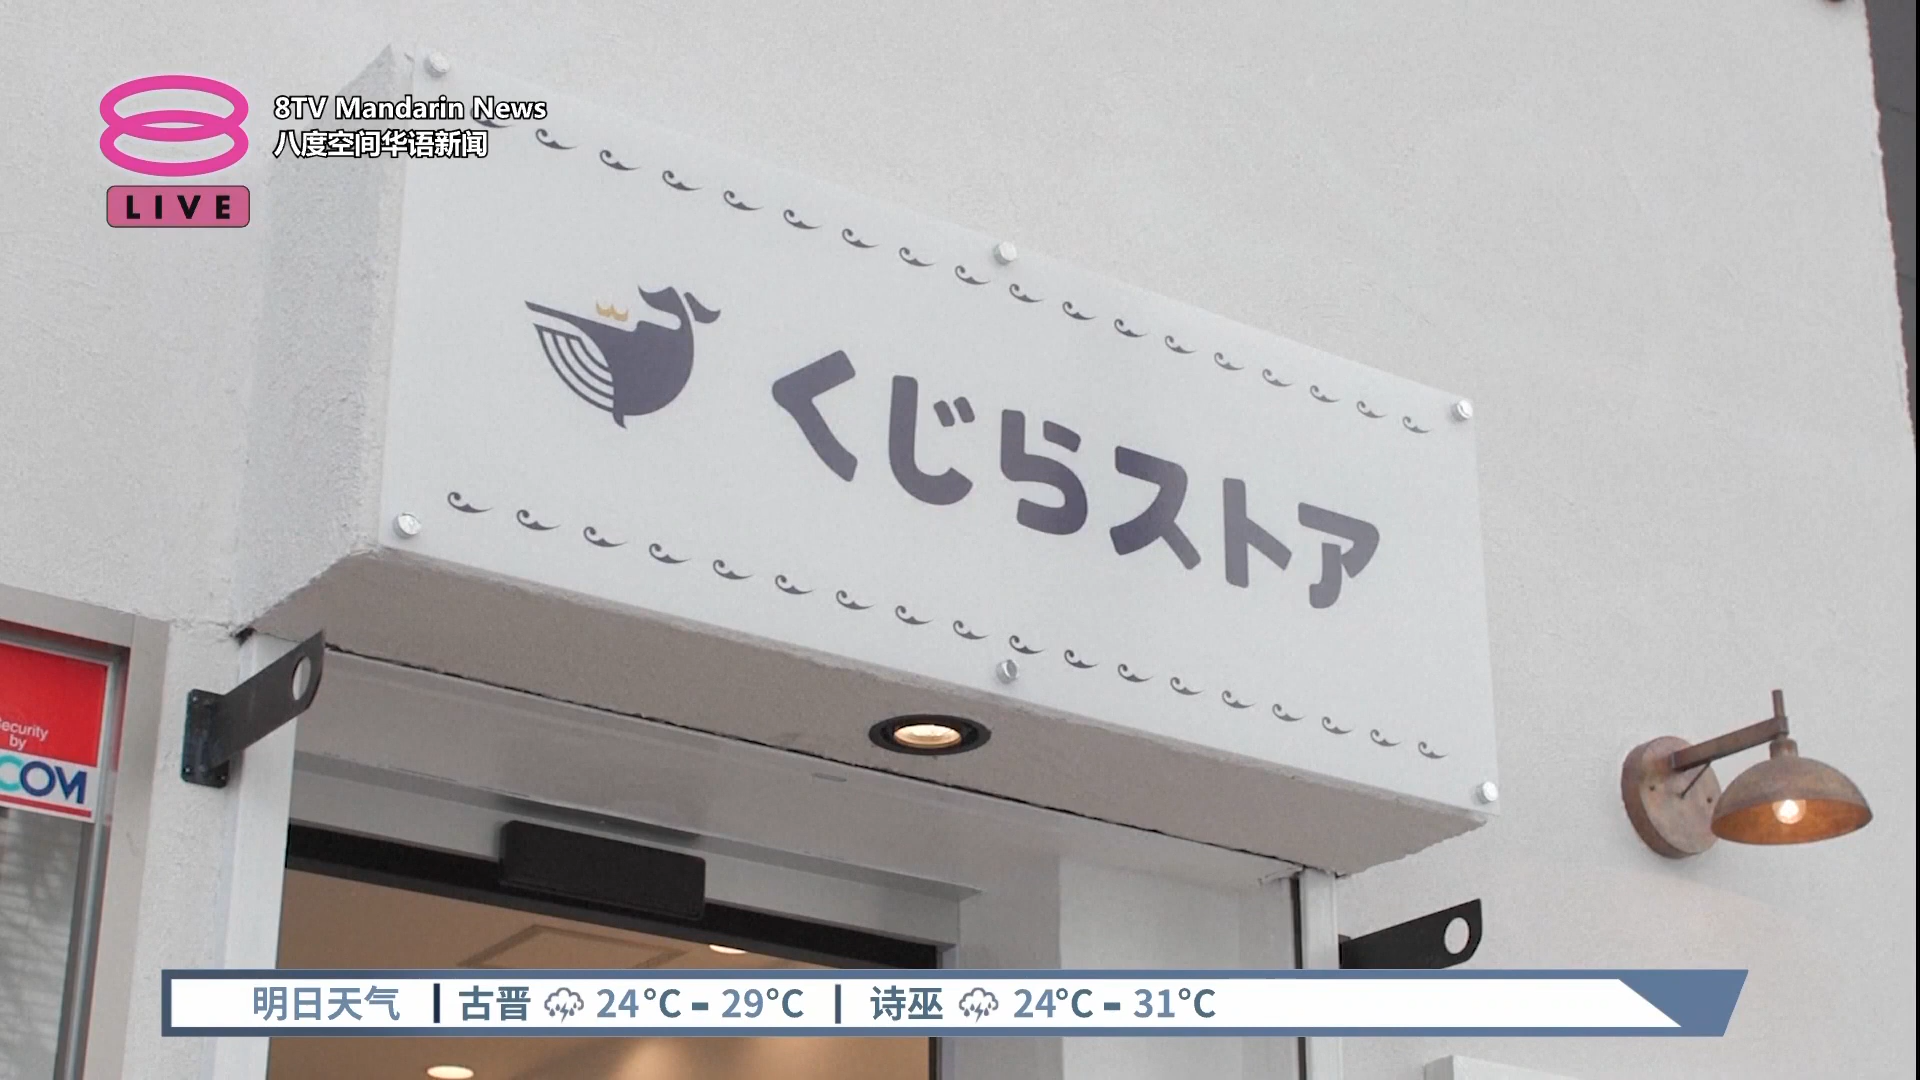 8TV Mandarin News
八度空间华语新闻
LIVE
くじらストア
Security
by
COM
明日天气 | 古晋 24°C - 29°C | 诗巫 24°C - 31°C